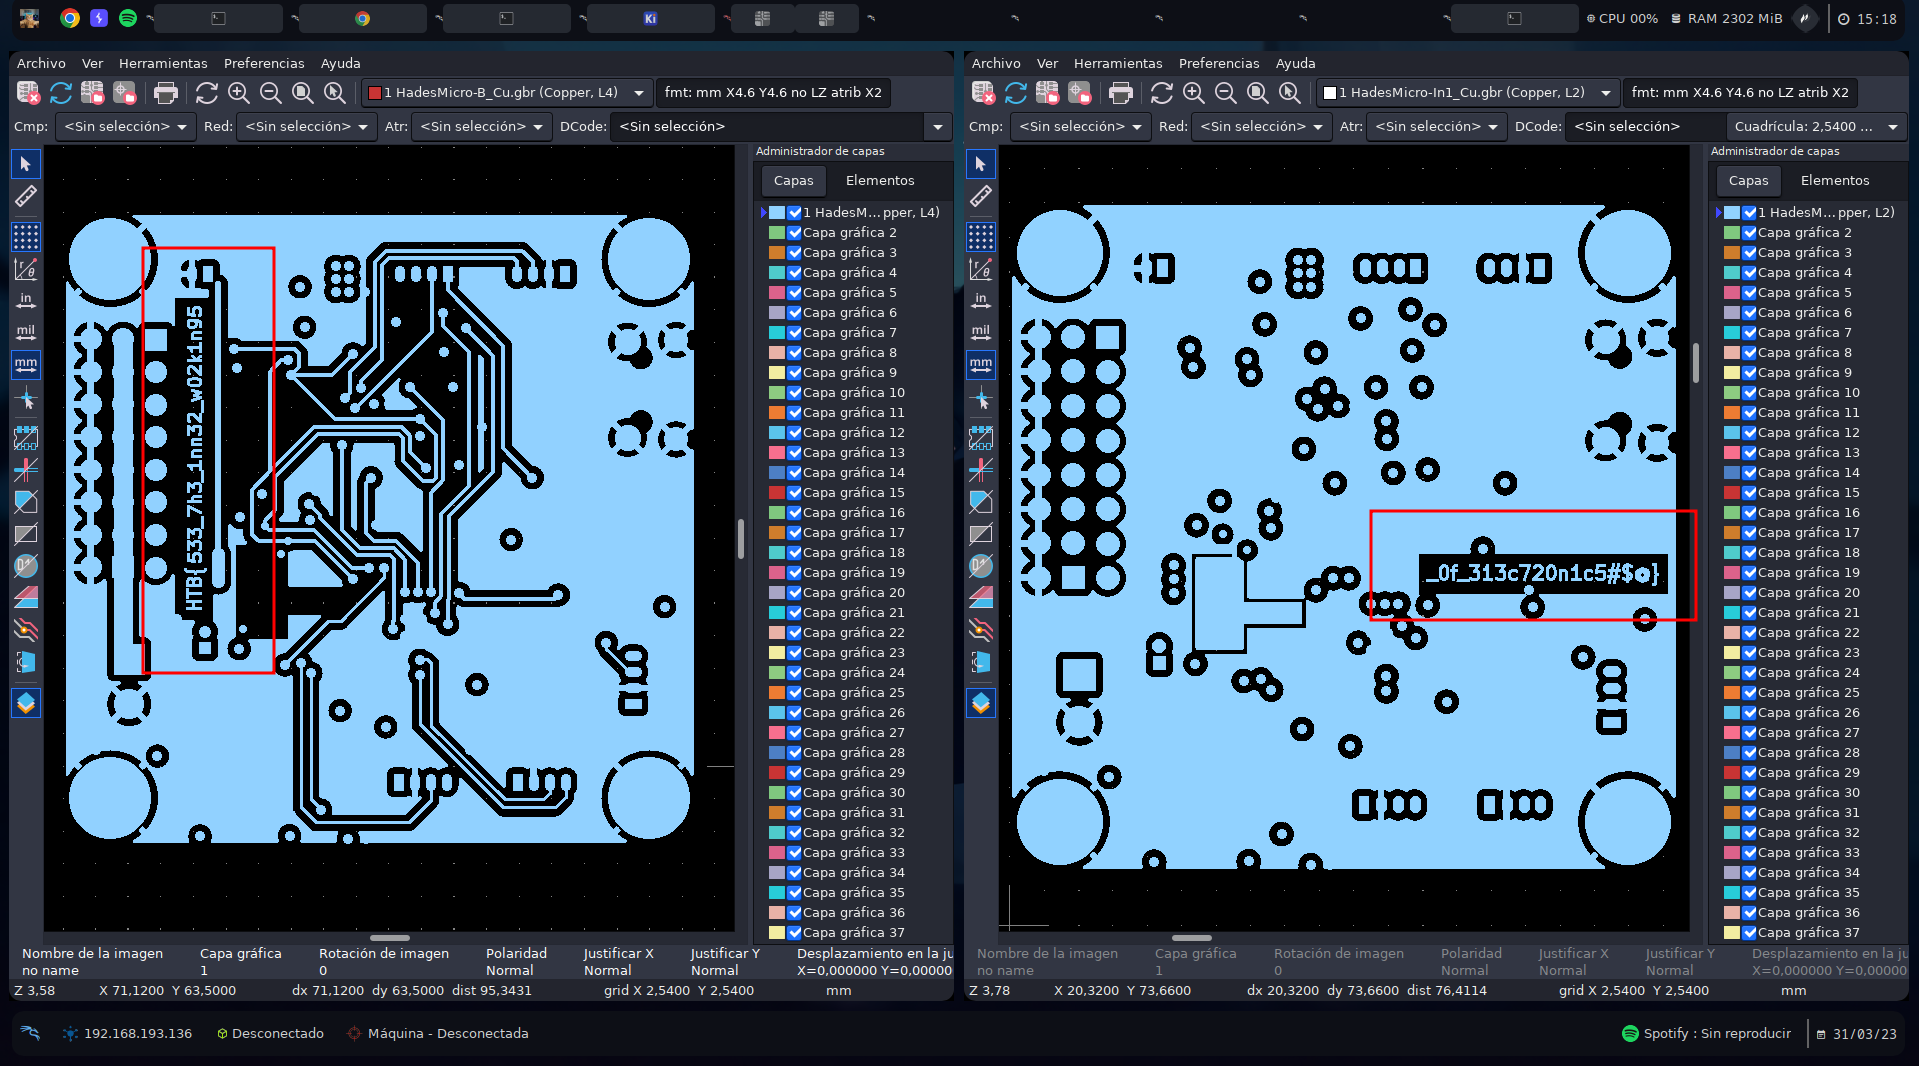 Ki
CPU 00%
RAM 2302 MiB
15:18
Archivo Ver Herramientas Preferencias Ayuda
1 HadesMicro-B_Cu.gbr (Copper, L4)
fmt: mm X4.6 Y4.6 no LZ atrib X2
Cmp: <Sin selección> Red: <Sin selección> Atr: <Sin selección> DCode: <Sin selección>
in
mil
mm
HTB{533_7h3_1nn32_w02k1n95
Administrador de capas
Capas Elementos
1 HadesM...pper, L4)
Capa gráfica 2
Capa gráfica 3
Capa gráfica 4
Capa gráfica 5
Capa gráfica 6
Capa gráfica 7
Capa gráfica 8
Capa gráfica 9
Capa gráfica 10
Capa gráfica 11
Capa gráfica 12
Capa gráfica 13
Capa gráfica 14
Capa gráfica 15
Capa gráfica 16
Capa gráfica 17
Capa gráfica 18
Capa gráfica 19
Capa gráfica 20
Capa gráfica 21
Capa gráfica 22
Capa gráfica 23
Capa gráfica 24
Capa gráfica 25
Capa gráfica 26
Capa gráfica 27
Capa gráfica 28
Capa gráfica 29
Capa gráfica 30
Capa gráfica 31
Capa gráfica 32
Capa gráfica 33
Capa gráfica 34
Capa gráfica 35
Capa gráfica 36
Capa gráfica 37
Nombre de la imagen Capa gráfica Rotación de imagen Polaridad Justificar X Justificar Y Desplazamiento en la ju
no name 1 0 Normal Normal Normal X=0,000000 Y=0,00000
Z 3,58 X 71,1200 Y 63,5000 dx 71,1200 dy 63,5000 dist 95,3431 grid X 2,5400 Y 2,5400 mm
Archivo Ver Herramientas Preferencias Ayuda
1 HadesMicro-In1_Cu.gbr (Copper, L2)
fmt: mm X4.6 Y4.6 no LZ atrib X2
Cmp: <Sin selección> Red: <Sin selección> Atr: <Sin selección> DCode: <Sin selección> Cuadrícula: 2,5400 ...
in
mil
mm
_0f_313c720n1c5#$@}
Administrador de capas
Capas Elementos
1 HadesM...pper, L2)
Capa gráfica 2
Capa gráfica 3
Capa gráfica 4
Capa gráfica 5
Capa gráfica 6
Capa gráfica 7
Capa gráfica 8
Capa gráfica 9
Capa gráfica 10
Capa gráfica 11
Capa gráfica 12
Capa gráfica 13
Capa gráfica 14
Capa gráfica 15
Capa gráfica 16
Capa gráfica 17
Capa gráfica 18
Capa gráfica 19
Capa gráfica 20
Capa gráfica 21
Capa gráfica 22
Capa gráfica 23
Capa gráfica 24
Capa gráfica 25
Capa gráfica 26
Capa gráfica 27
Capa gráfica 28
Capa gráfica 29
Capa gráfica 30
Capa gráfica 31
Capa gráfica 32
Capa gráfica 33
Capa gráfica 34
Capa gráfica 35
Capa gráfica 36
Capa gráfica 37
Nombre de la imagen Capa gráfica Rotación de imagen Polaridad Justificar X Justificar Y Desplazamiento en la ju
no name 1 0 Normal Normal Normal X=0,000000 Y=0,00000
Z 3,78 X 20,3200 Y 73,6600 dx 20,3200 dy 73,6600 dist 76,4114 grid X 2,5400 Y 2,5400 mm
192.168.193.136
Desconectado
Máquina - Desconectada
Spotify : Sin reproducir
31/03/23